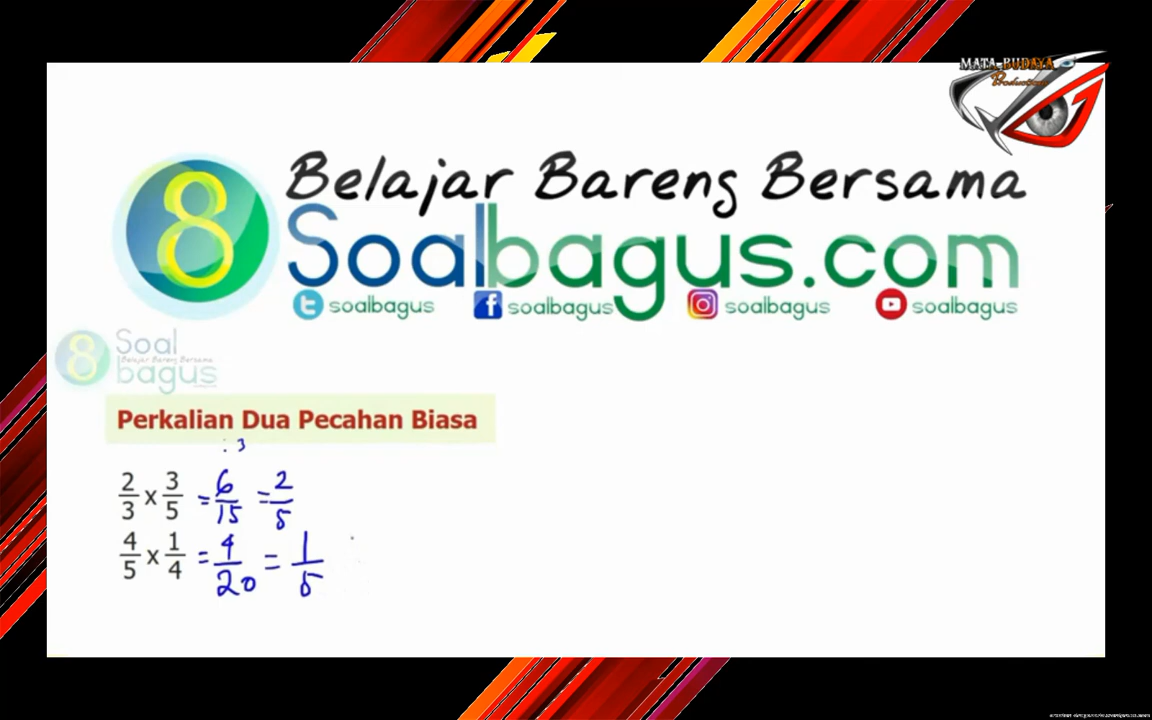 MATA BUDAYA
Productions
8 Belajar Bareng Bersama
Soalbagus.com
soalbagus soalbagus soalbagus soalbagus
8 Soal
Belajar Bareng Bersama
bagus
Perkalian Dua Pecahan Biasa
: 3
2/3 x 3/5 = 6/15 = 2/5
4/5 x 1/4 = 4/20 = 1/5